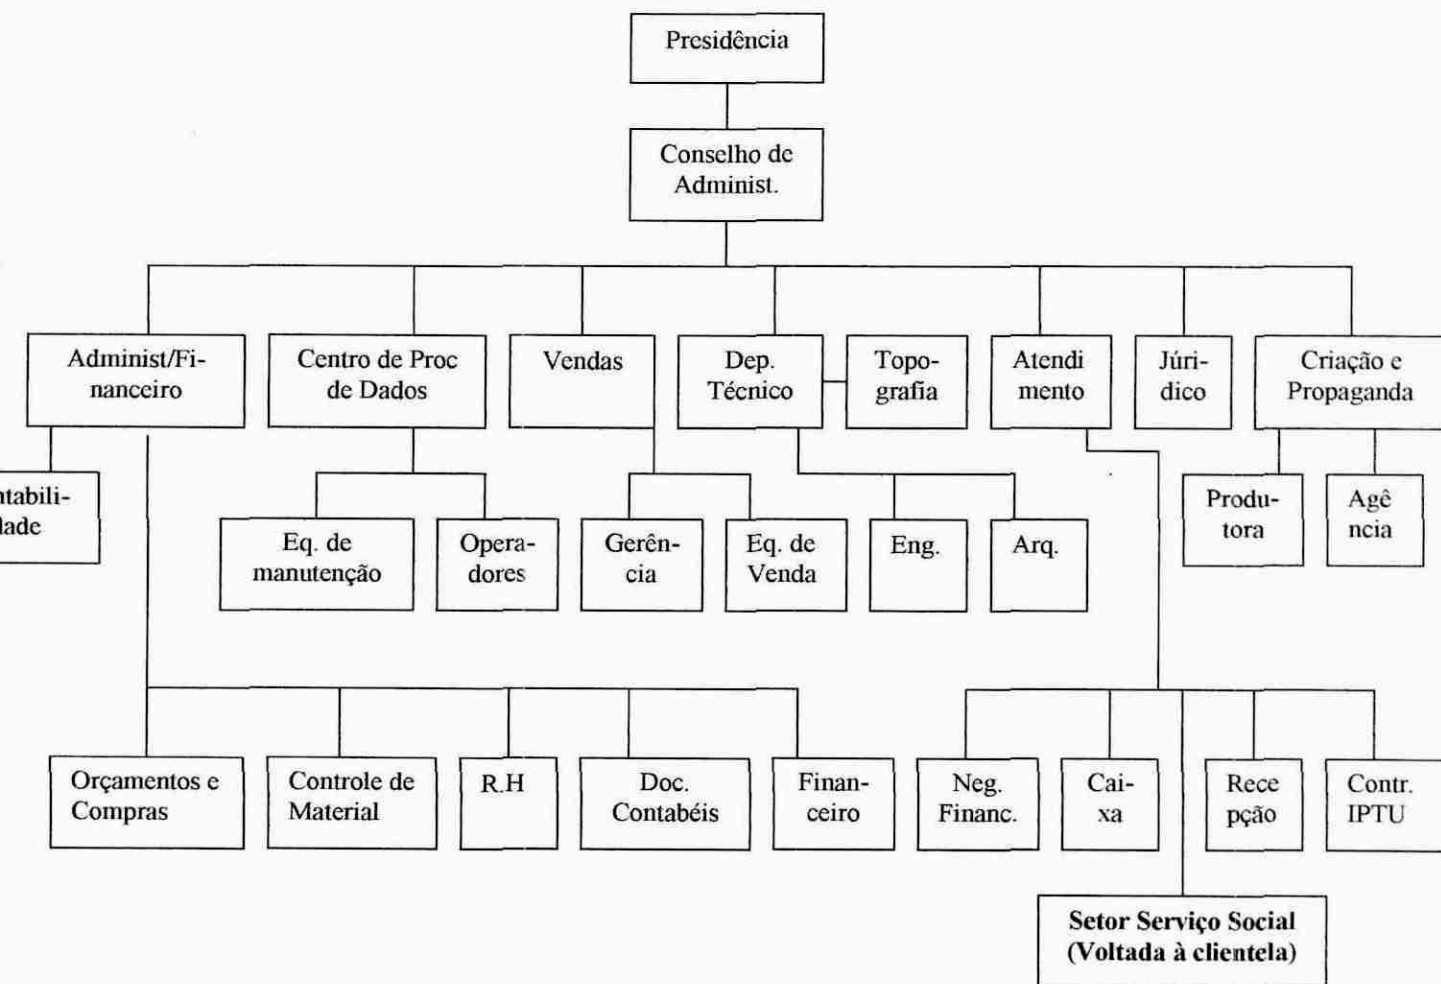 Presidência
Conselho de
Administ.
Administ/Fi-
nanceiro
Centro de Proc
de Dados
Vendas
Dep.
Técnico
Topo-
grafia
Atendi
mento
Júri-
dico
Criação e
Propaganda
ntabili-
dade
Eq. de
manutenção
Opera-
dores
Gerên-
cia
Eq. de
Venda
Eng.
Arq.
Produ-
tora
Agê
ncia
Orçamentos e
Compras
Controle de
Material
R.H
Doc.
Contabéis
Finan-
ceiro
Neg.
Financ.
Cai-
xa
Rece
pção
Contr.
IPTU
Setor Serviço Social
(Voltada à clientela)